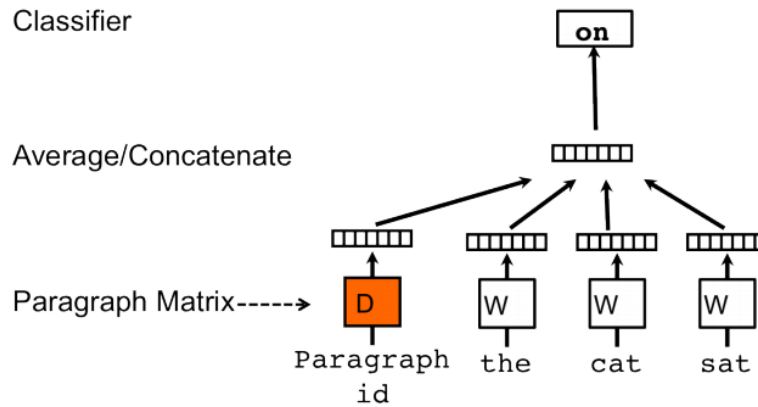 Classifier
on
Average/Concatenate
Paragraph Matrix
D
W
W
W
Paragraph
id
the
cat
sat